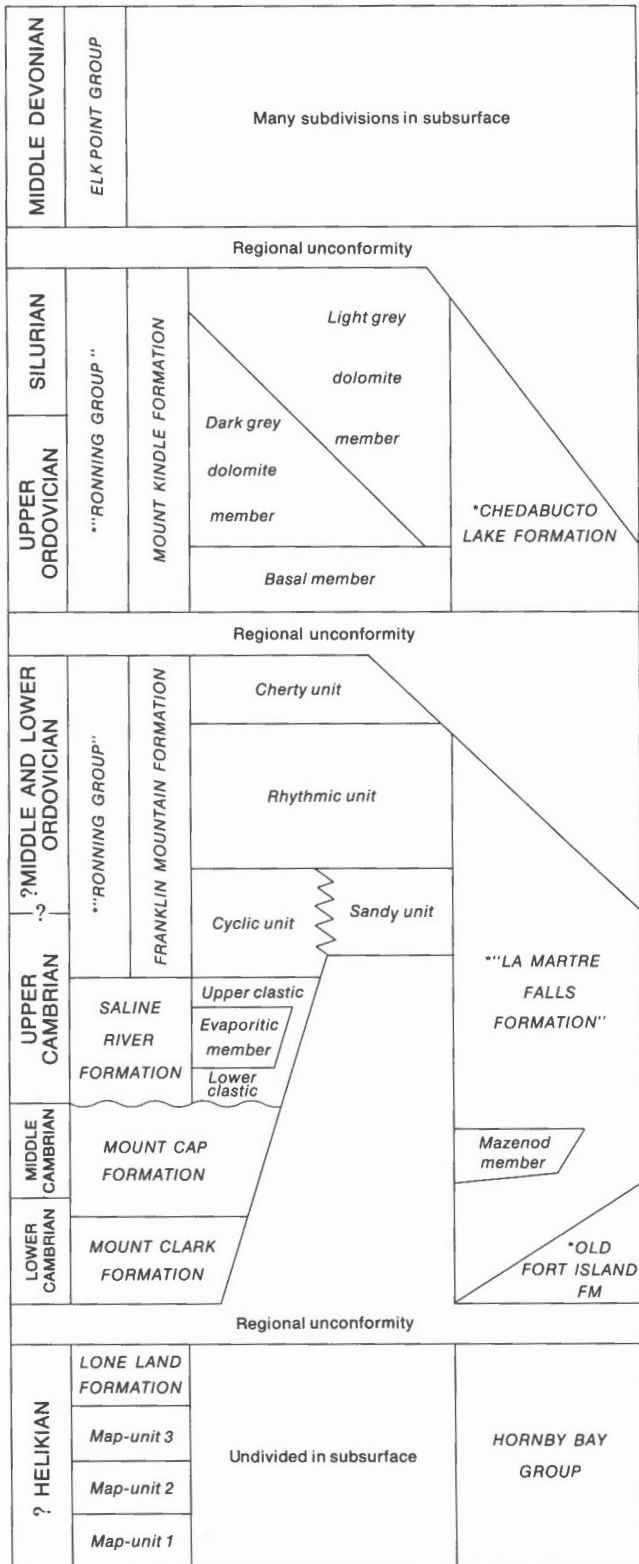 MIDDLE DEVONIAN
ELK POINT GROUP
Many subdivisions in subsurface
Regional unconformity
SILURIAN
UPPER
ORDOVICIAN
*"RONNING GROUP"
MOUNT KINDLE FORMATION
Light grey
dolomite
member
Dark grey
dolomite
member
Basal member
*CHEDABUCTO
LAKE FORMATION
Regional unconformity
?MIDDLE AND LOWER
ORDOVICIAN
?
UPPER
CAMBRIAN
MIDDLE
CAMBRIAN
LOWER
CAMBRIAN
*"RONNING GROUP"
FRANKLIN MOUNTAIN FORMATION
Cherty unit
Rhythmic unit
Cyclic unit
Sandy unit
SALINE
RIVER
FORMATION
Upper clastic
Evaporitic
member
Lower
clastic
MOUNT CAP
FORMATION
MOUNT CLARK
FORMATION
*"LA MARTRE
FALLS
FORMATION"
Mazenod
member
*OLD
FORT ISLAND
FM
Regional unconformity
? HELIKIAN
LONE LAND
FORMATION
Map-unit 3
Map-unit 2
Map-unit 1
Undivided in subsurface
HORNBY BAY
GROUP